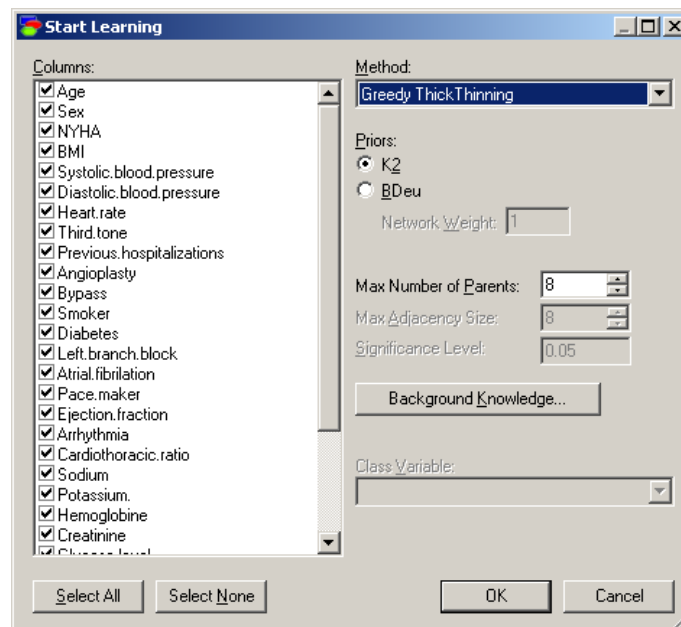 Start Learning
Columns:
Age
Sex
NYHA
BMI
Systolic.blood.pressure
Diastolic.blood.pressure
Heart.rate
Third.tone
Previous.hospitalizations
Angioplasty
Bypass
Smoker
Diabetes
Left.branch.block
Atrial.fibrilation
Pace.maker
Ejection.fraction
Arrhythmia
Cardiothoracic.ratio
Sodium
Potassium.
Hemoglobine
Creatinine
Select All
Select None
Method:
Greedy ThickThinning
Priors:
K2
BDeu
Network Weight: 1
Max Number of Parents: 8
Max Adjacency Size: 8
Significance Level: 0.05
Background Knowledge...
Class Variable:
OK
Cancel